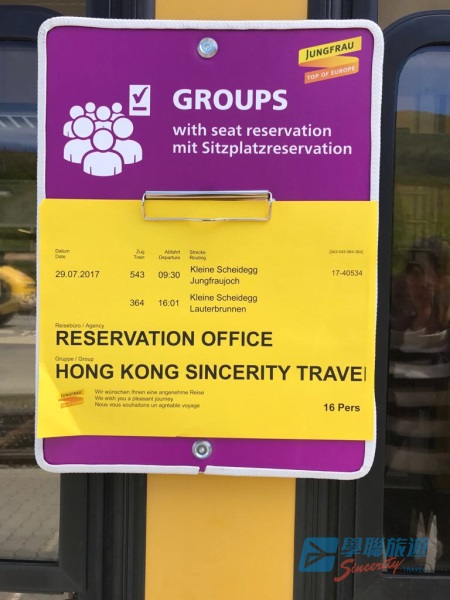 JUNGFRAU
TOP OF EUROPE
GROUPS
with seat reservation
mit Sitzplatzreservation
Datum Zug Abfahrt Strecke
Date Train Departure Routing
29.07.2017 543 09:30 Kleine Scheidegg 17-40534
Jungfraujoch
364 16:01 Kleine Scheidegg
Lauterbrunnen
Reisebüro / Agency
RESERVATION OFFICE
Gruppe / Group
HONG KONG SINCERITY TRAVEL
JUNGFRAU
Wir wünschen Ihnen eine angenehme Reise
We wish you a pleasant journey
Nous vous souhaitons un agréable voyage
16 Pers
學聯旅遊
Sincerity